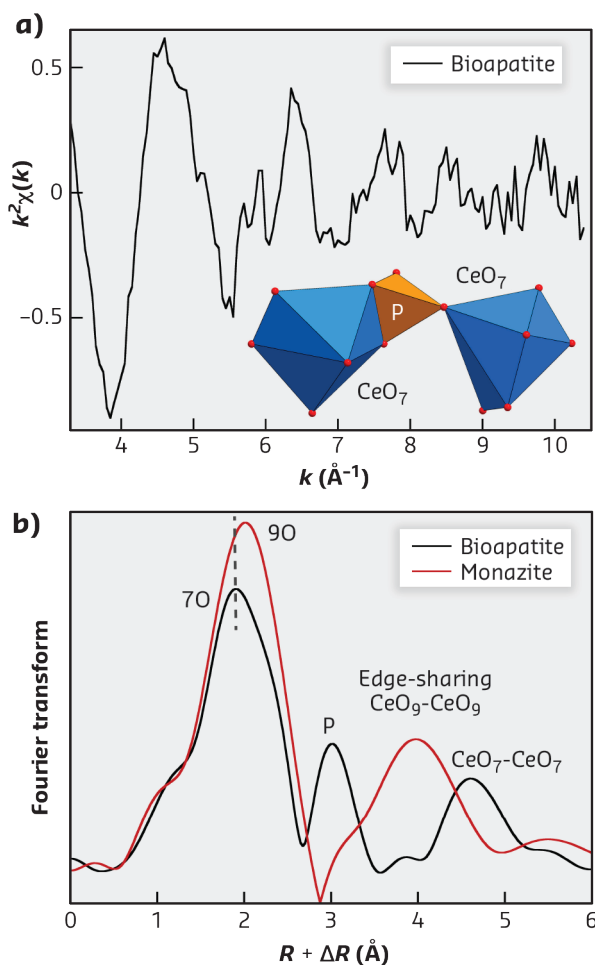 a)
0.5
0
−0.5
k²χ(k)
Bioapatite
CeO₇
P
CeO₇
4 5 6 7 8 9 10
k (Å⁻¹)
b)
Bioapatite
Monazite
9O
7O
Edge-sharing
CeO₉-CeO₉
P
CeO₇-CeO₇
Fourier transform
0 1 2 3 4 5 6
R + ΔR (Å)